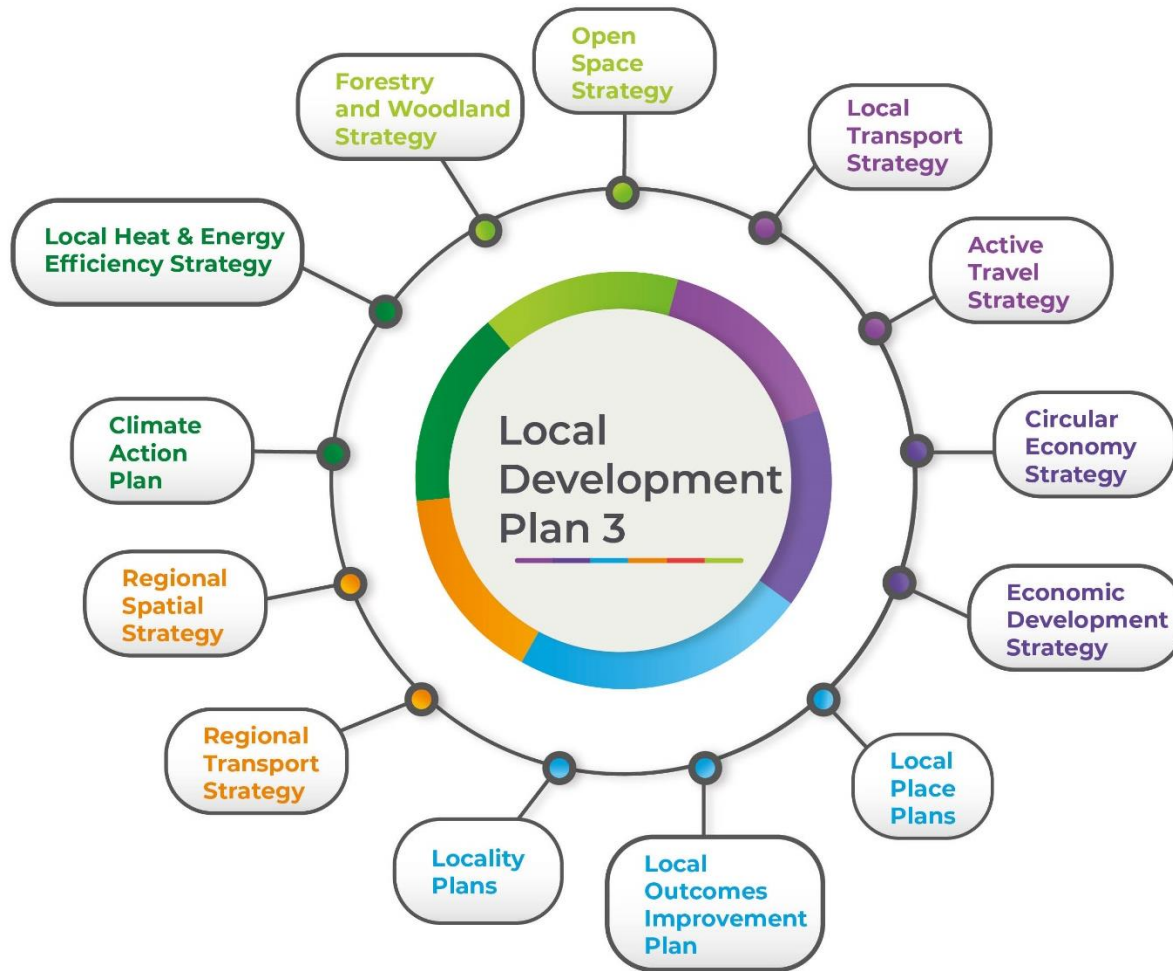 Open
Space
Strategy
Local
Transport
Strategy
Active
Travel
Strategy
Circular
Economy
Strategy
Economic
Development
Strategy
Local
Place
Plans
Local
Outcomes
Improvement
Plan
Locality
Plans
Regional
Transport
Strategy
Regional
Spatial
Strategy
Climate
Action
Plan
Local Heat & Energy
Efficiency Strategy
Forestry
and Woodland
Strategy
Local
Development
Plan 3